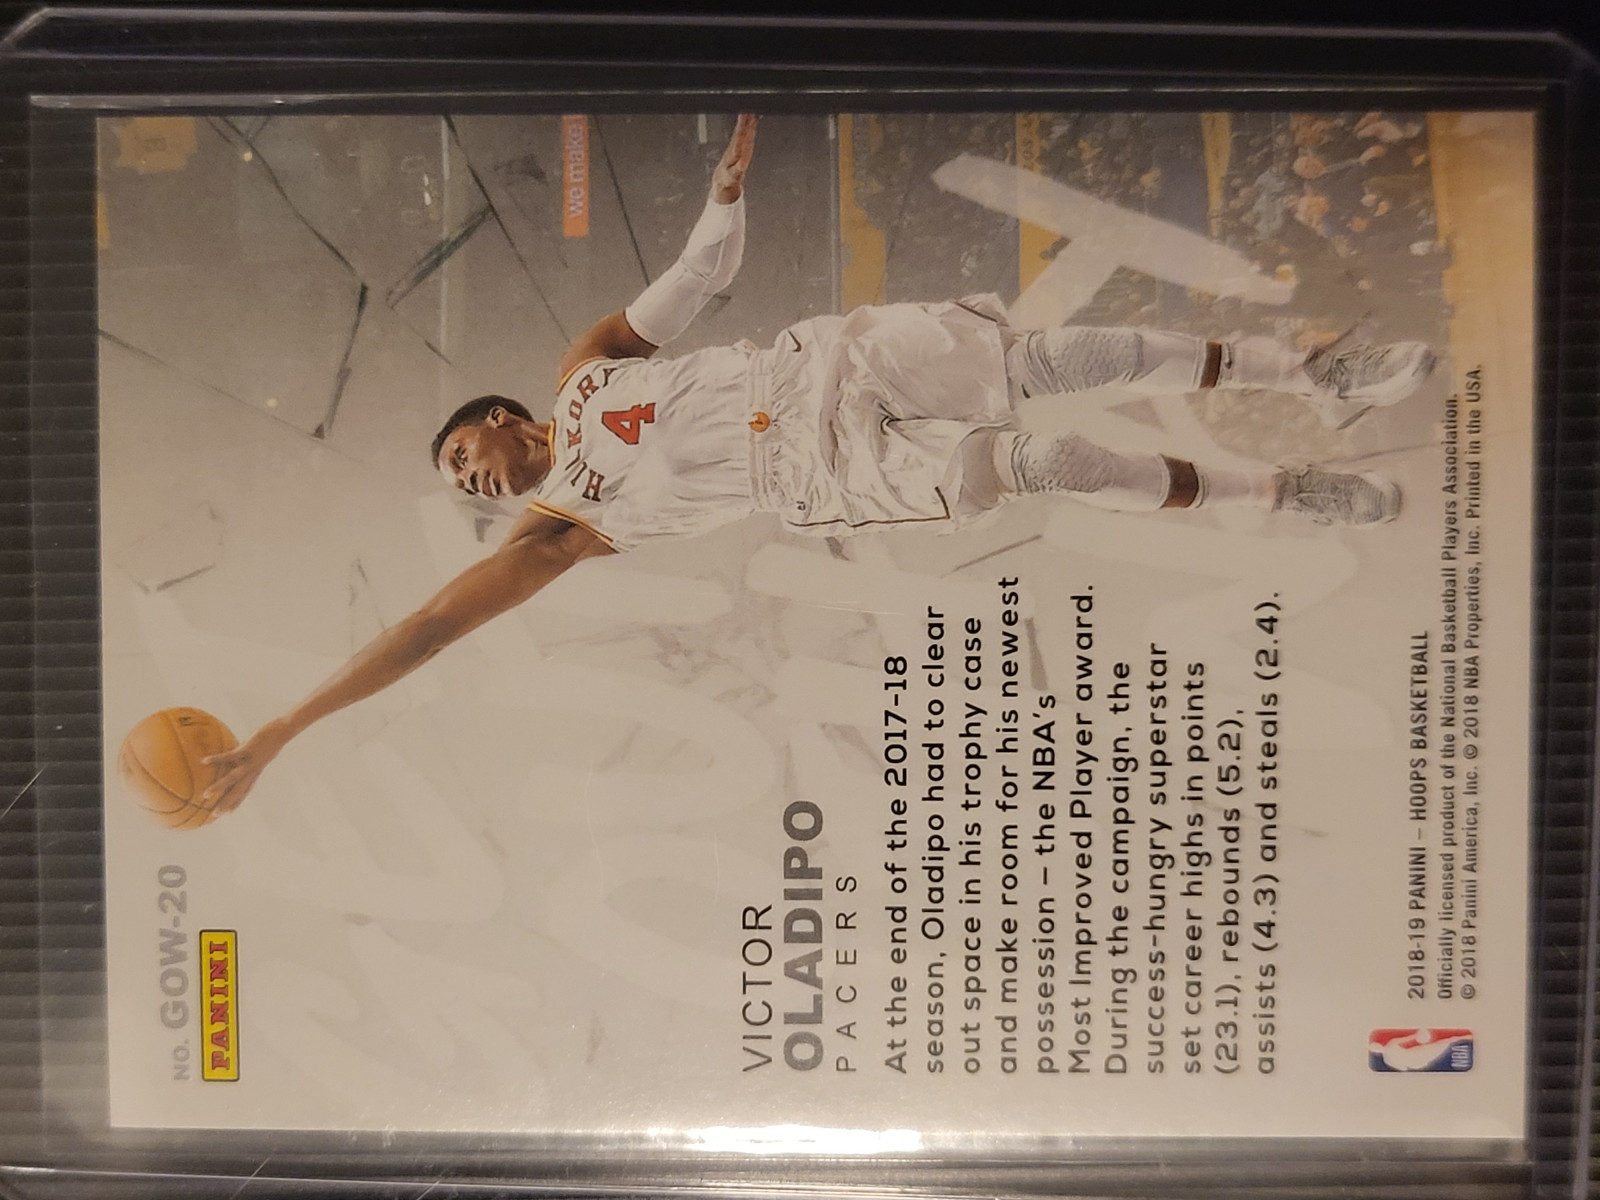 NO. GOW-20
PANINI
we make
HICKORY
4
VICTOR
OLADIPO
PACERS
At the end of the 2017-18
season, Oladipo had to clear
out space in his trophy case
and make room for his newest
possession – the NBA's
Most Improved Player award.
During the campaign, the
success-hungry superstar
set career highs in points
(23.1), rebounds (5.2),
assists (4.3) and steals (2.4).
NBA
2018-19 PANINI – HOOPS BASKETBALL
Officially licensed product of the National Basketball Players Association.
© 2018 Panini America, Inc. © 2018 NBA Properties, Inc. Printed in the USA.